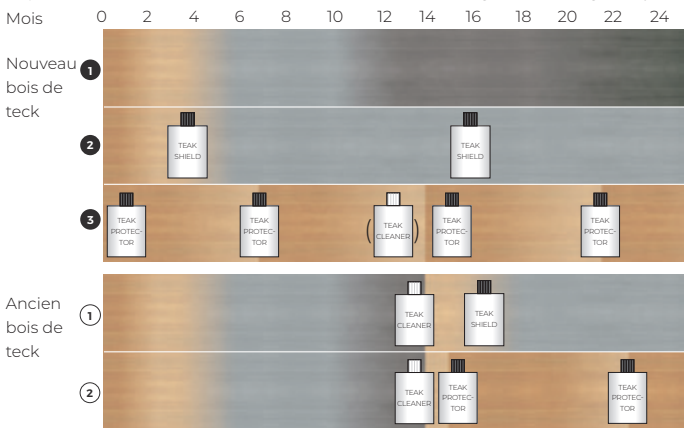 Mois 0 2 4 6 8 10 12 14 16 18 20 22 24
Nouveau
bois de
teck
1
2
TEAK
SHIELD
TEAK
SHIELD
3
TEAK
PROTEC-
TOR
TEAK
PROTEC-
TOR
(TEAK
CLEANER)
TEAK
PROTEC-
TOR
TEAK
PROTEC-
TOR
Ancien
bois de
teck
1
TEAK
CLEANER
TEAK
SHIELD
2
TEAK
CLEANER
TEAK
PROTEC-
TOR
TEAK
PROTEC-
TOR